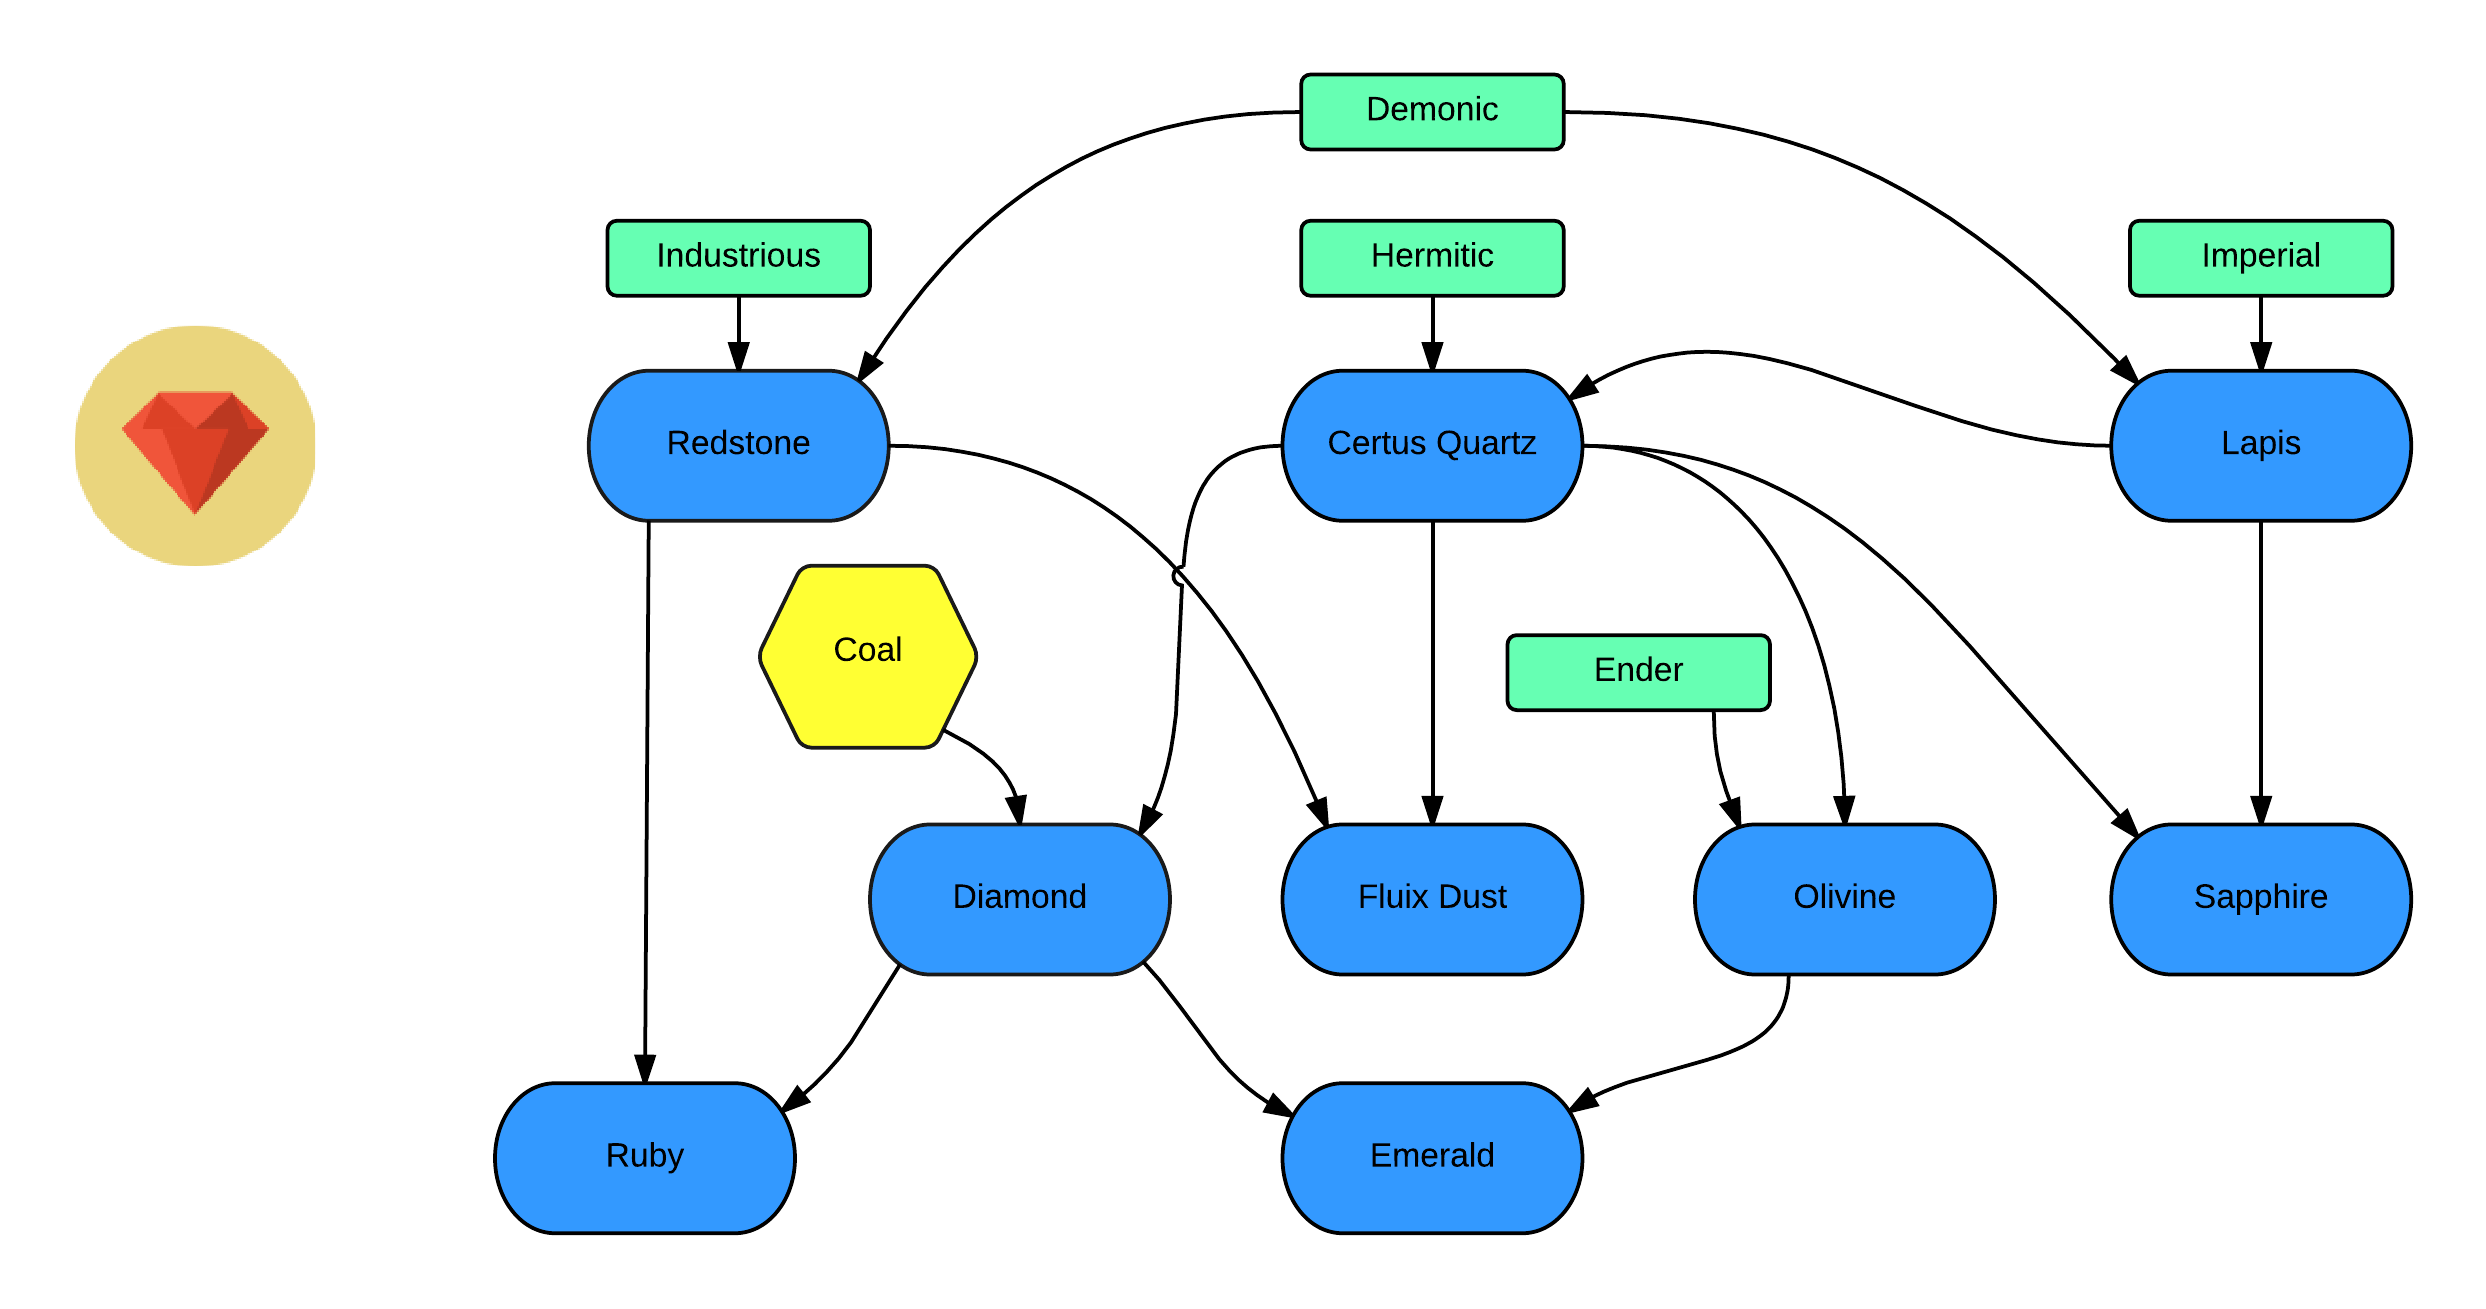 Demonic
Industrious
Hermitic
Imperial
Redstone
Certus Quartz
Lapis
Coal
Ender
Diamond
Fluix Dust
Olivine
Sapphire
Ruby
Emerald